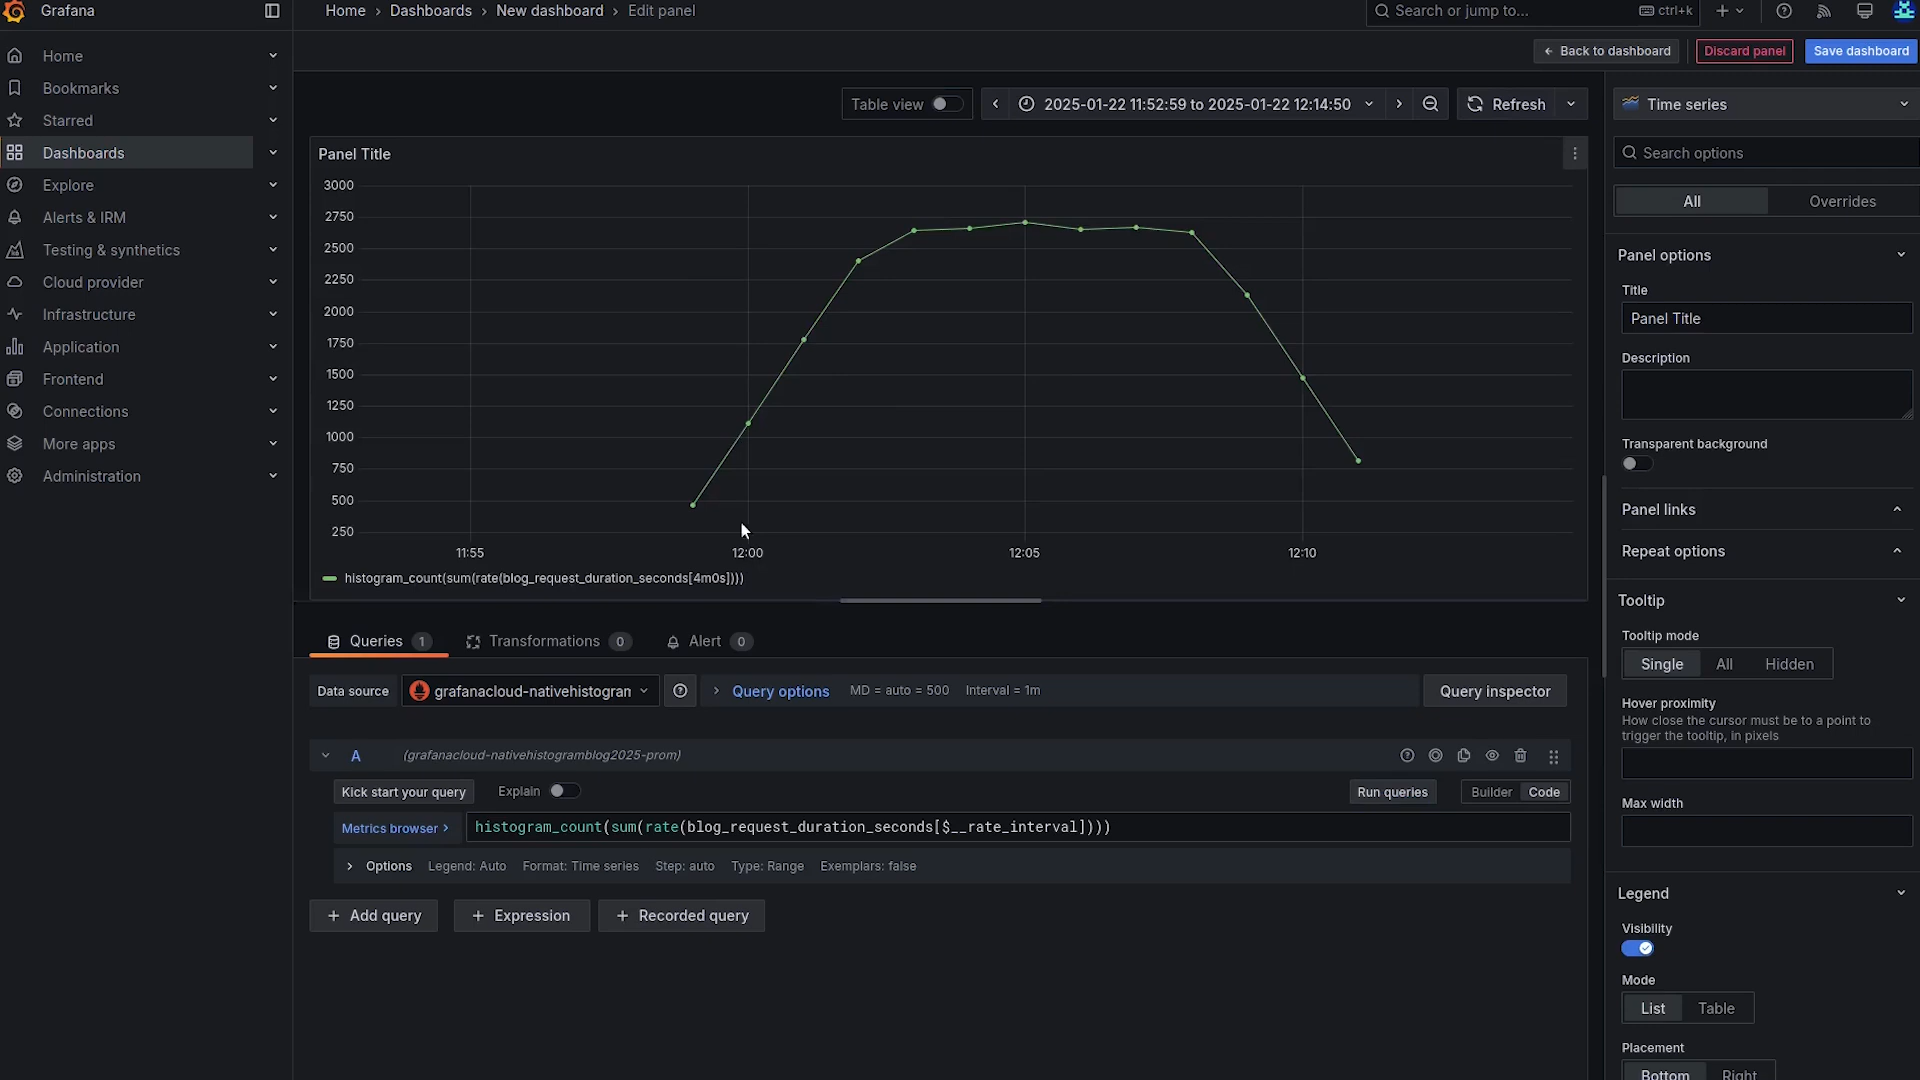 Grafana
Home › Dashboards › New dashboard › Edit panel
Search or jump to...
ctrl+k
Back to dashboard
Discard panel
Save dashboard
Home
Bookmarks
Starred
Dashboards
Explore
Alerts & IRM
Testing & synthetics
Cloud provider
Infrastructure
Application
Frontend
Connections
More apps
Administration
Table view
2025-01-22 11:52:59 to 2025-01-22 12:14:50
Refresh
Panel Title
3000
2750
2500
2250
2000
1750
1500
1250
1000
750
500
250
11:55
12:00
12:05
12:10
histogram_count(sum(rate(blog_request_duration_seconds[4m0s])))
Queries 1
Transformations 0
Alert 0
Data source
grafanacloud-nativehistogran
Query options
MD = auto = 500
Interval = 1m
Query inspector
A
(grafanacloud-nativehistogramblog2025-prom)
Kick start your query
Explain
Run queries
Builder
Code
Metrics browser >
histogram_count(sum(rate(blog_request_duration_seconds[$__rate_interval])))
Options
Legend: Auto
Format: Time series
Step: auto
Type: Range
Exemplars: false
+ Add query
+ Expression
+ Recorded query
Time series
Search options
All
Overrides
Panel options
Title
Panel Title
Description
Transparent background
Panel links
Repeat options
Tooltip
Tooltip mode
Single
All
Hidden
Hover proximity
How close the cursor must be to a point to
trigger the tooltip, in pixels
Max width
Legend
Visibility
Mode
List
Table
Placement
Bottom
Right